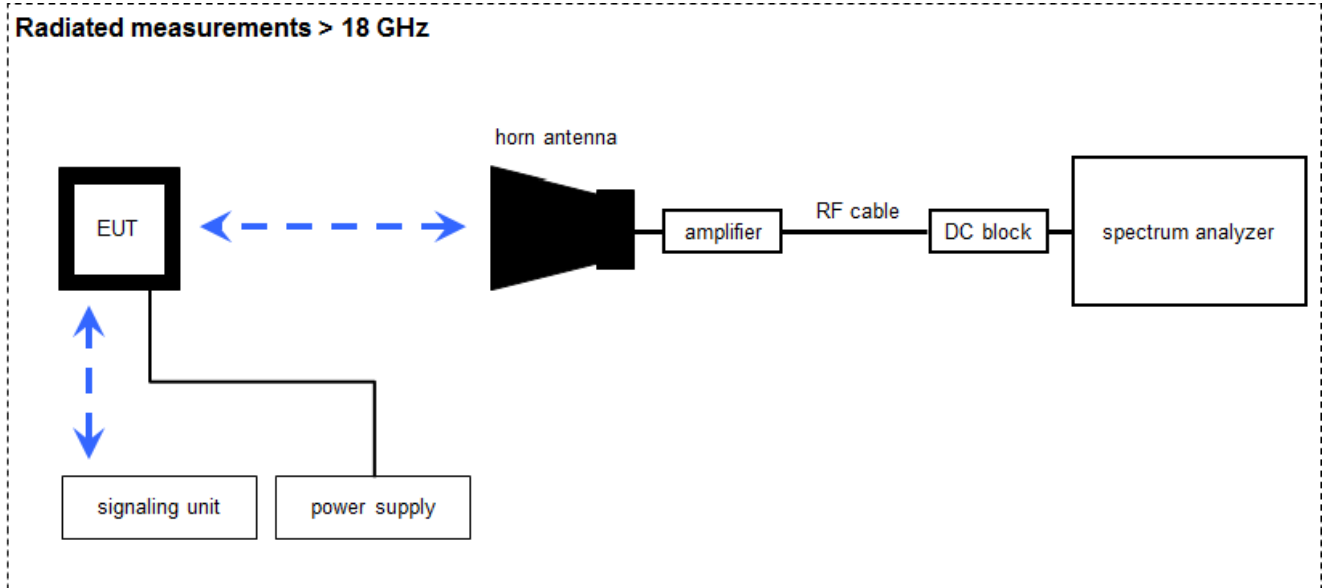 Radiated measurements > 18 GHz
horn antenna
EUT
amplifier
RF cable
DC block
spectrum analyzer
signaling unit
power supply